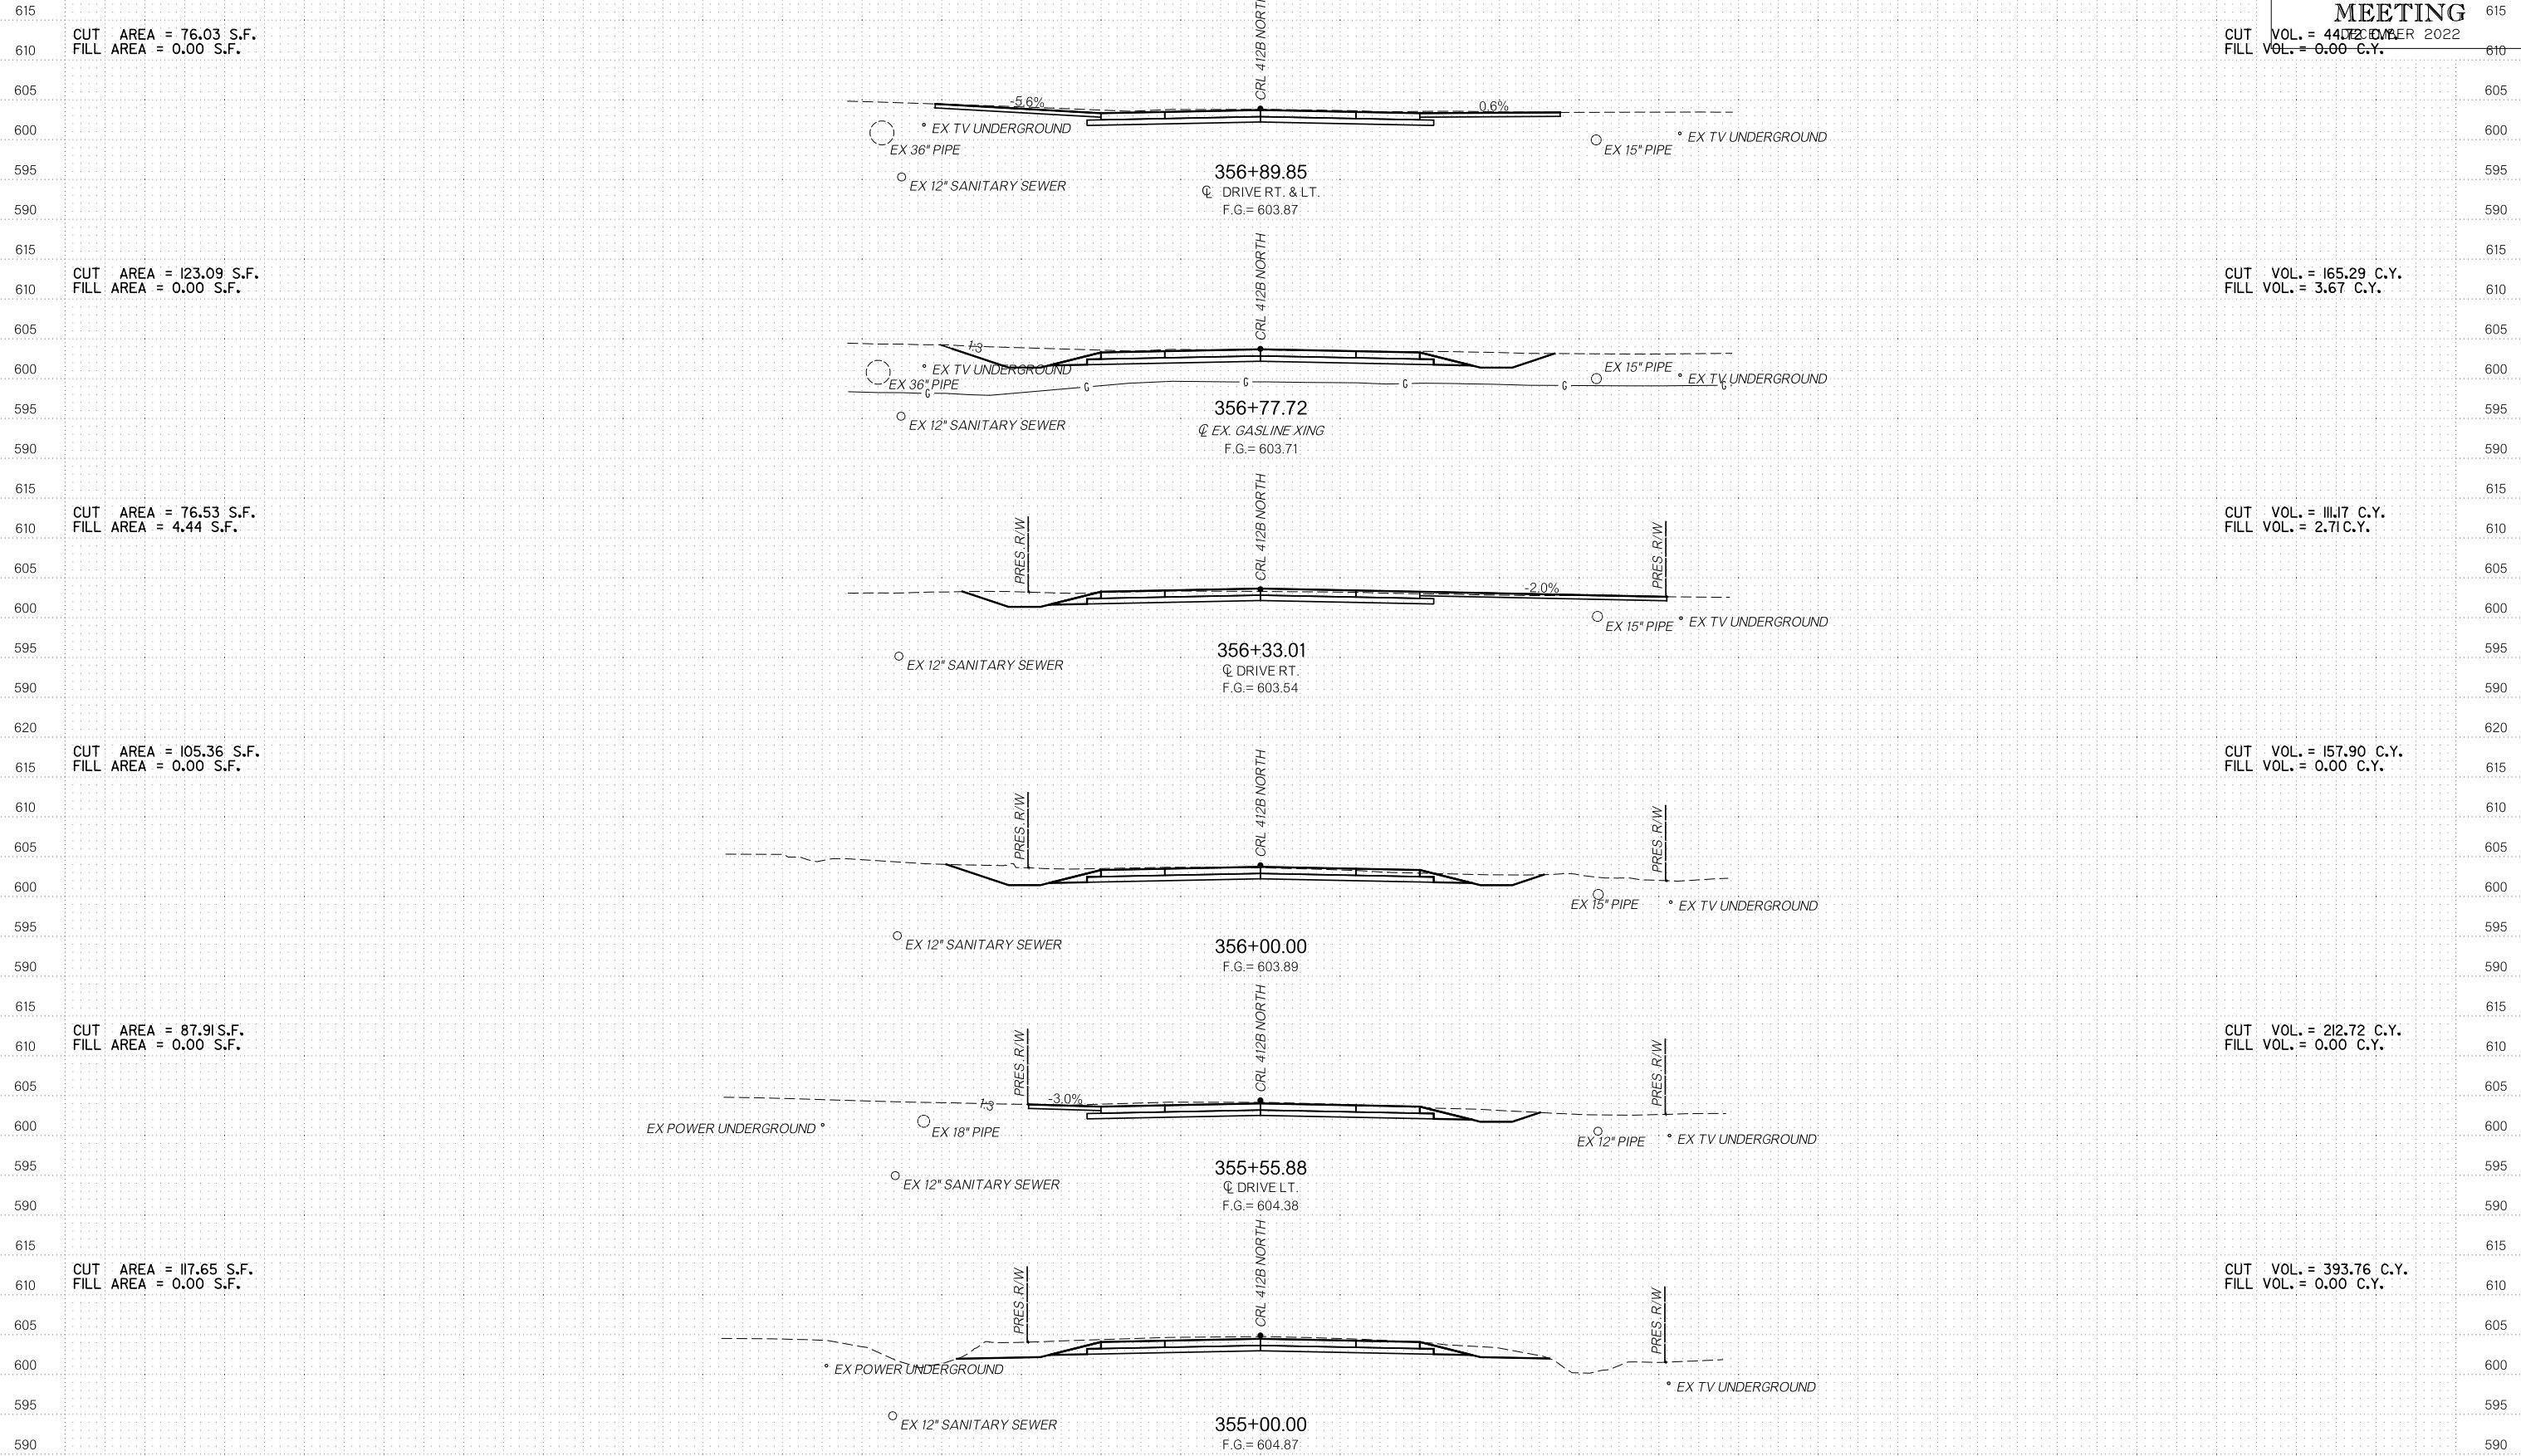 MEETING
DECEMBER 2022
615
615
CUT AREA = 76.03 S.F.
FILL AREA = 0.00 S.F.
CUT VOL. = 44.72 C.Y.
FILL VOL. = 0.00 C.Y.
610
610
CRL 412B NORTH
605
605
-5.6%
0.6%
600
600
EX TV UNDERGROUND
EX 36" PIPE
EX 15" PIPE
EX TV UNDERGROUND
595
595
EX 12" SANITARY SEWER
356+89.85
℄ DRIVE RT. & LT.
F.G.= 603.87
590
590
615
615
CUT AREA = 123.09 S.F.
FILL AREA = 0.00 S.F.
CUT VOL. = 165.29 C.Y.
FILL VOL. = 3.67 C.Y.
610
610
CRL 412B NORTH
605
605
1:3
600
600
EX TV UNDERGROUND
EX 36" PIPE
EX 15" PIPE
EX TV UNDERGROUND
G G G G G G
595
595
EX 12" SANITARY SEWER
356+77.72
℄ EX. GASLINE XING
F.G.= 603.71
590
590
615
615
CUT AREA = 76.53 S.F.
FILL AREA = 4.44 S.F.
CUT VOL. = 111.17 C.Y.
FILL VOL. = 2.71 C.Y.
610
610
PRES. R/W
CRL 412B NORTH
PRES. R/W
605
605
-2.0%
600
600
EX 15" PIPE
EX TV UNDERGROUND
595
595
EX 12" SANITARY SEWER
356+33.01
℄ DRIVE RT.
F.G.= 603.54
590
590
620
620
CUT AREA = 105.36 S.F.
FILL AREA = 0.00 S.F.
CUT VOL. = 157.90 C.Y.
FILL VOL. = 0.00 C.Y.
615
615
610
610
PRES. R/W
CRL 412B NORTH
PRES. R/W
605
605
600
600
EX 15" PIPE
EX TV UNDERGROUND
595
595
EX 12" SANITARY SEWER
356+00.00
F.G.= 603.89
590
590
615
615
CUT AREA = 87.91 S.F.
FILL AREA = 0.00 S.F.
CUT VOL. = 212.72 C.Y.
FILL VOL. = 0.00 C.Y.
610
610
PRES. R/W
CRL 412B NORTH
PRES. R/W
605
605
1:3
-3.0%
600
600
EX POWER UNDERGROUND
EX 18" PIPE
EX 12" PIPE
EX TV UNDERGROUND
595
595
EX 12" SANITARY SEWER
355+55.88
℄ DRIVE LT.
F.G.= 604.38
590
590
615
615
CUT AREA = 117.65 S.F.
FILL AREA = 0.00 S.F.
CUT VOL. = 393.76 C.Y.
FILL VOL. = 0.00 C.Y.
610
610
PRES. R/W
CRL 412B NORTH
PRES. R/W
605
605
600
600
EX POWER UNDERGROUND
EX TV UNDERGROUND
595
595
EX 12" SANITARY SEWER
355+00.00
F.G.= 604.87
590
590